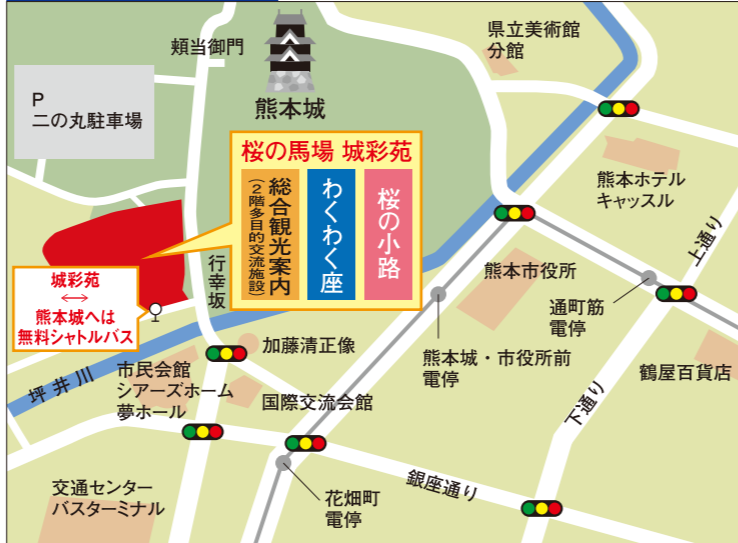 県立美術館
分館
頬当御門
熊本城
P
二の丸駐車場
桜の馬場 城彩苑
総合観光案内
(2階多目的交流施設)
わくわく座
桜の小路
熊本ホテル
キャッスル
上通り
行幸坂
熊本市役所
通町筋
電停
城彩苑
↔
熊本城へは
無料シャトルバス
加藤清正像
熊本城・市役所前
電停
鶴屋百貨店
坪井川
市民会館
シアーズホーム
夢ホール
国際交流会館
下通り
交通センター
バスターミナル
花畑町
電停
銀座通り